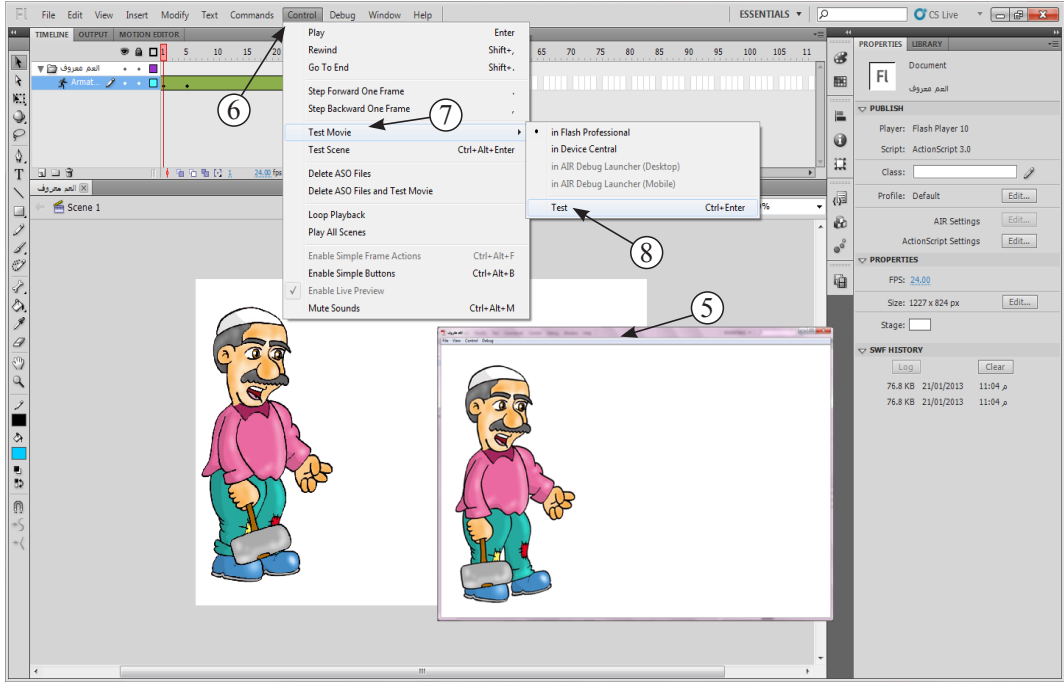 Fl File Edit View Insert Modify Text Commands Control Debug Window Help ESSENTIALS CS Live
TIMELINE OUTPUT MOTION EDITOR
1 5 10 15 20 65 70 75 80 85 90 95 100 105 11
العم معروف
Armat...
1 24.00 fps
العم معروف
Scene 1
%
Play Enter
Rewind Shift+,
Go To End Shift+.
Step Forward One Frame .
Step Backward One Frame ,
Test Movie
Test Scene Ctrl+Alt+Enter
Delete ASO Files
Delete ASO Files and Test Movie
Loop Playback
Play All Scenes
Enable Simple Frame Actions Ctrl+Alt+F
Enable Simple Buttons Ctrl+Alt+B
Enable Live Preview
Mute Sounds Ctrl+Alt+M
in Flash Professional
in Device Central
in AIR Debug Launcher (Desktop)
in AIR Debug Launcher (Mobile)
Test Ctrl+Enter
6
7
8
5
File View Control Debug
PROPERTIES LIBRARY
Fl Document
العم معروف
PUBLISH
Player: Flash Player 10
Script: ActionScript 3.0
Class:
Profile: Default Edit...
AIR Settings Edit...
ActionScript Settings Edit...
PROPERTIES
FPS: 24.00
Size: 1227 x 824 px Edit...
Stage:
SWF HISTORY
Log Clear
76.8 KB 21/01/2013 11:04 م
76.8 KB 21/01/2013 11:04 م